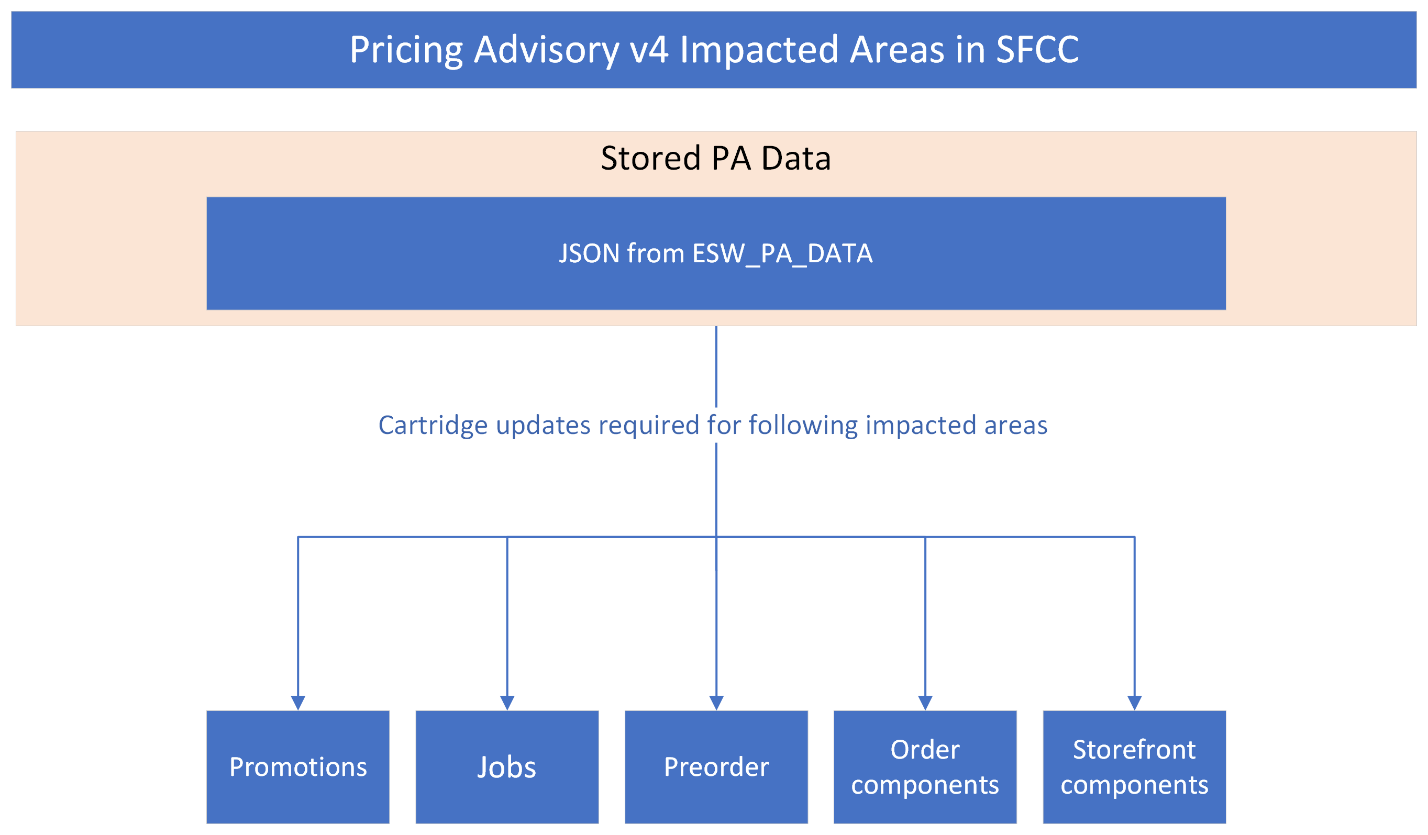 Pricing Advisory v4 Impacted Areas in SFCC
Stored PA Data
JSON from ESW_PA_DATA
Cartridge updates required for following impacted areas
Promotions
Jobs
Preorder
Order
components
Storefront
components